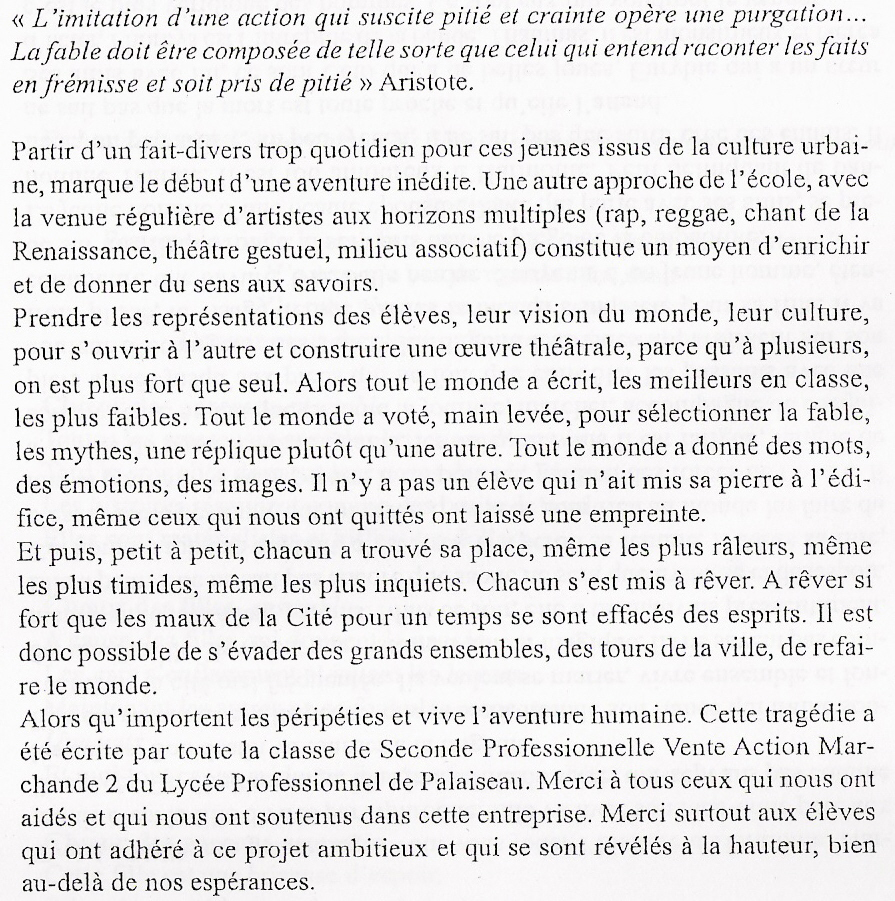 « L'imitation d'une action qui suscite pitié et crainte opère une purgation...
La fable doit être composée de telle sorte que celui qui entend raconter les faits
en frémisse et soit pris de pitié » Aristote.
Partir d'un fait-divers trop quotidien pour ces jeunes issus de la culture urbai-
ne, marque le début d'une aventure inédite. Une autre approche de l'école, avec
la venue régulière d'artistes aux horizons multiples (rap, reggae, chant de la
Renaissance, théâtre gestuel, milieu associatif) constitue un moyen d'enrichir
et de donner du sens aux savoirs.
Prendre les représentations des élèves, leur vision du monde, leur culture,
pour s'ouvrir à l'autre et construire une œuvre théâtrale, parce qu'à plusieurs,
on est plus fort que seul. Alors tout le monde a écrit, les meilleurs en classe,
les plus faibles. Tout le monde a voté, main levée, pour sélectionner la fable,
les mythes, une réplique plutôt qu'une autre. Tout le monde a donné des mots,
des émotions, des images. Il n'y a pas un élève qui n'ait mis sa pierre à l'édi-
fice, même ceux qui nous ont quittés ont laissé une empreinte.
Et puis, petit à petit, chacun a trouvé sa place, même les plus râleurs, même
les plus timides, même les plus inquiets. Chacun s'est mis à rêver. A rêver si
fort que les maux de la Cité pour un temps se sont effacés des esprits. Il est
donc possible de s'évader des grands ensembles, des tours de la ville, de refai-
re le monde.
Alors qu'importent les péripéties et vive l'aventure humaine. Cette tragédie a
été écrite par toute la classe de Seconde Professionnelle Vente Action Mar-
chande 2 du Lycée Professionnel de Palaiseau. Merci à tous ceux qui nous ont
aidés et qui nous ont soutenus dans cette entreprise. Merci surtout aux élèves
qui ont adhéré à ce projet ambitieux et qui se sont révélés à la hauteur, bien
au-delà de nos espérances.